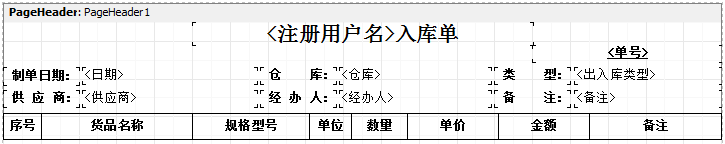 PageHeader: PageHeader1
<注册用户名>入库单
<单号>
制单日期: <日期> 仓 库: <仓库> 类 型: <出入库类型>
供 应 商: <供应商> 经 办 人: <经办人> 备 注: <备注>
序号 货品名称 规格型号 单位 数量 单价 金额 备注